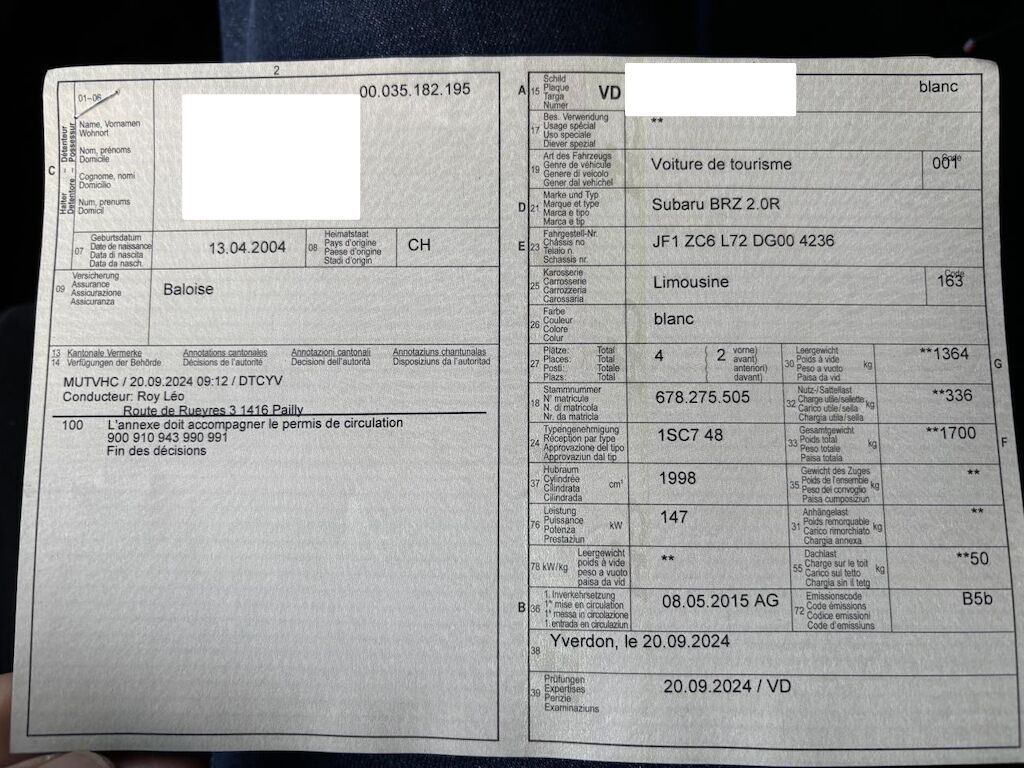 2
01–06
00.035.182.195
C
Halter Détenteur
Detentore Possessur
Name, Vornamen
Wohnort
Nom, prénoms
Domicile
Cognome, nomi
Domicilio
Num, prenums
Domicil
07 Geburtsdatum
Date de naissance
Data di nascita
Data da nasch.
13.04.2004
08 Heimatstaat
Pays d'origine
Paese d'origine
Stadi d'origin
CH
09 Versicherung
Assurance
Assicurazione
Assicuranza
Baloise
13 Kantonale Vermerke Annotations cantonales Annotazioni cantonali Annotaziuns chantunalas
14 Verfügungen der Behörde Décisions de l'autorité Decisioni dell'autorità Disposiziuns da l'autoritad
MUTVHC / 20.09.2024 09:12 / DTCYV
Conducteur: Roy Léo
Route de Rueyres 3 1416 Pailly
100 L'annexe doit accompagner le permis de circulation
900 910 943 990 991
Fin des décisions
A 15 Schild
Plaque
Targa
Numer
VD
blanc
17 Bes. Verwendung
Usage spécial
Uso speciale
Diever spezial
**
19 Art des Fahrzeugs
Genre de véhicule
Genere di veicolo
Gener dal vehichel
Voiture de tourisme
Code
001
D 21 Marke und Typ
Marque et type
Marca e tipo
Marca e tip
Subaru BRZ 2.0R
E 23 Fahrgestell-Nr.
Châssis no
Telaio n.
Schassis nr.
JF1 ZC6 L72 DG00 4236
25 Karosserie
Carrosserie
Carrozzeria
Carossaria
Limousine
Code
163
26 Farbe
Couleur
Colore
Colur
blanc
27 Plätze: Total
Places: Total
Posti: Totale
Plazs: Total
4
2
vorne)
avant)
anteriori)
davant)
30 Leergewicht
Poids à vide
Peso a vuoto
Paisa da vid
kg
**1364
G
18 Stammnummer
N° matricule
N. di matricola
Nr. da matricla
678.275.505
32 Nutz-/Sattellast
Charge utile/sellette
Carico utile/sella
Chargia utila/sella
kg
**336
24 Typengenehmigung
Réception par type
Approvazione del tipo
Approvaziun dal tip
1SC7 48
33 Gesamtgewicht
Poids total
Peso totale
Paisa totala
kg
**1700
F
37 Hubraum
Cylindrée
Cilindrata
Cilindrada
cm³
1998
35 Gewicht des Zuges
Poids de l'ensemble
Peso del convoglio
Paisa cumposiziun
kg
**
76 Leistung
Puissance
Potenza
Prestaziun
kW
147
31 Anhängelast
Poids remorquable
Carico rimorchiato
Chargia annexa
kg
**
78 kW/kg Leergewicht
poids à vide
peso a vuoto
paisa da vid
**
55 Dachlast
Charge sur le toit
Carico sul tetto
Chargia sin il tetg
kg
**50
B 36 1. Inverkehrsetzung
1re mise en circulation
1a messa in circolazione
1. entrada en circulaziun
08.05.2015 AG
72 Emissionscode
Code émissions
Codice emissioni
Code d'emissiuns
B5b
38 Yverdon, le 20.09.2024
39 Prüfungen
Expertises
Perizie
Examinaziuns
20.09.2024 / VD